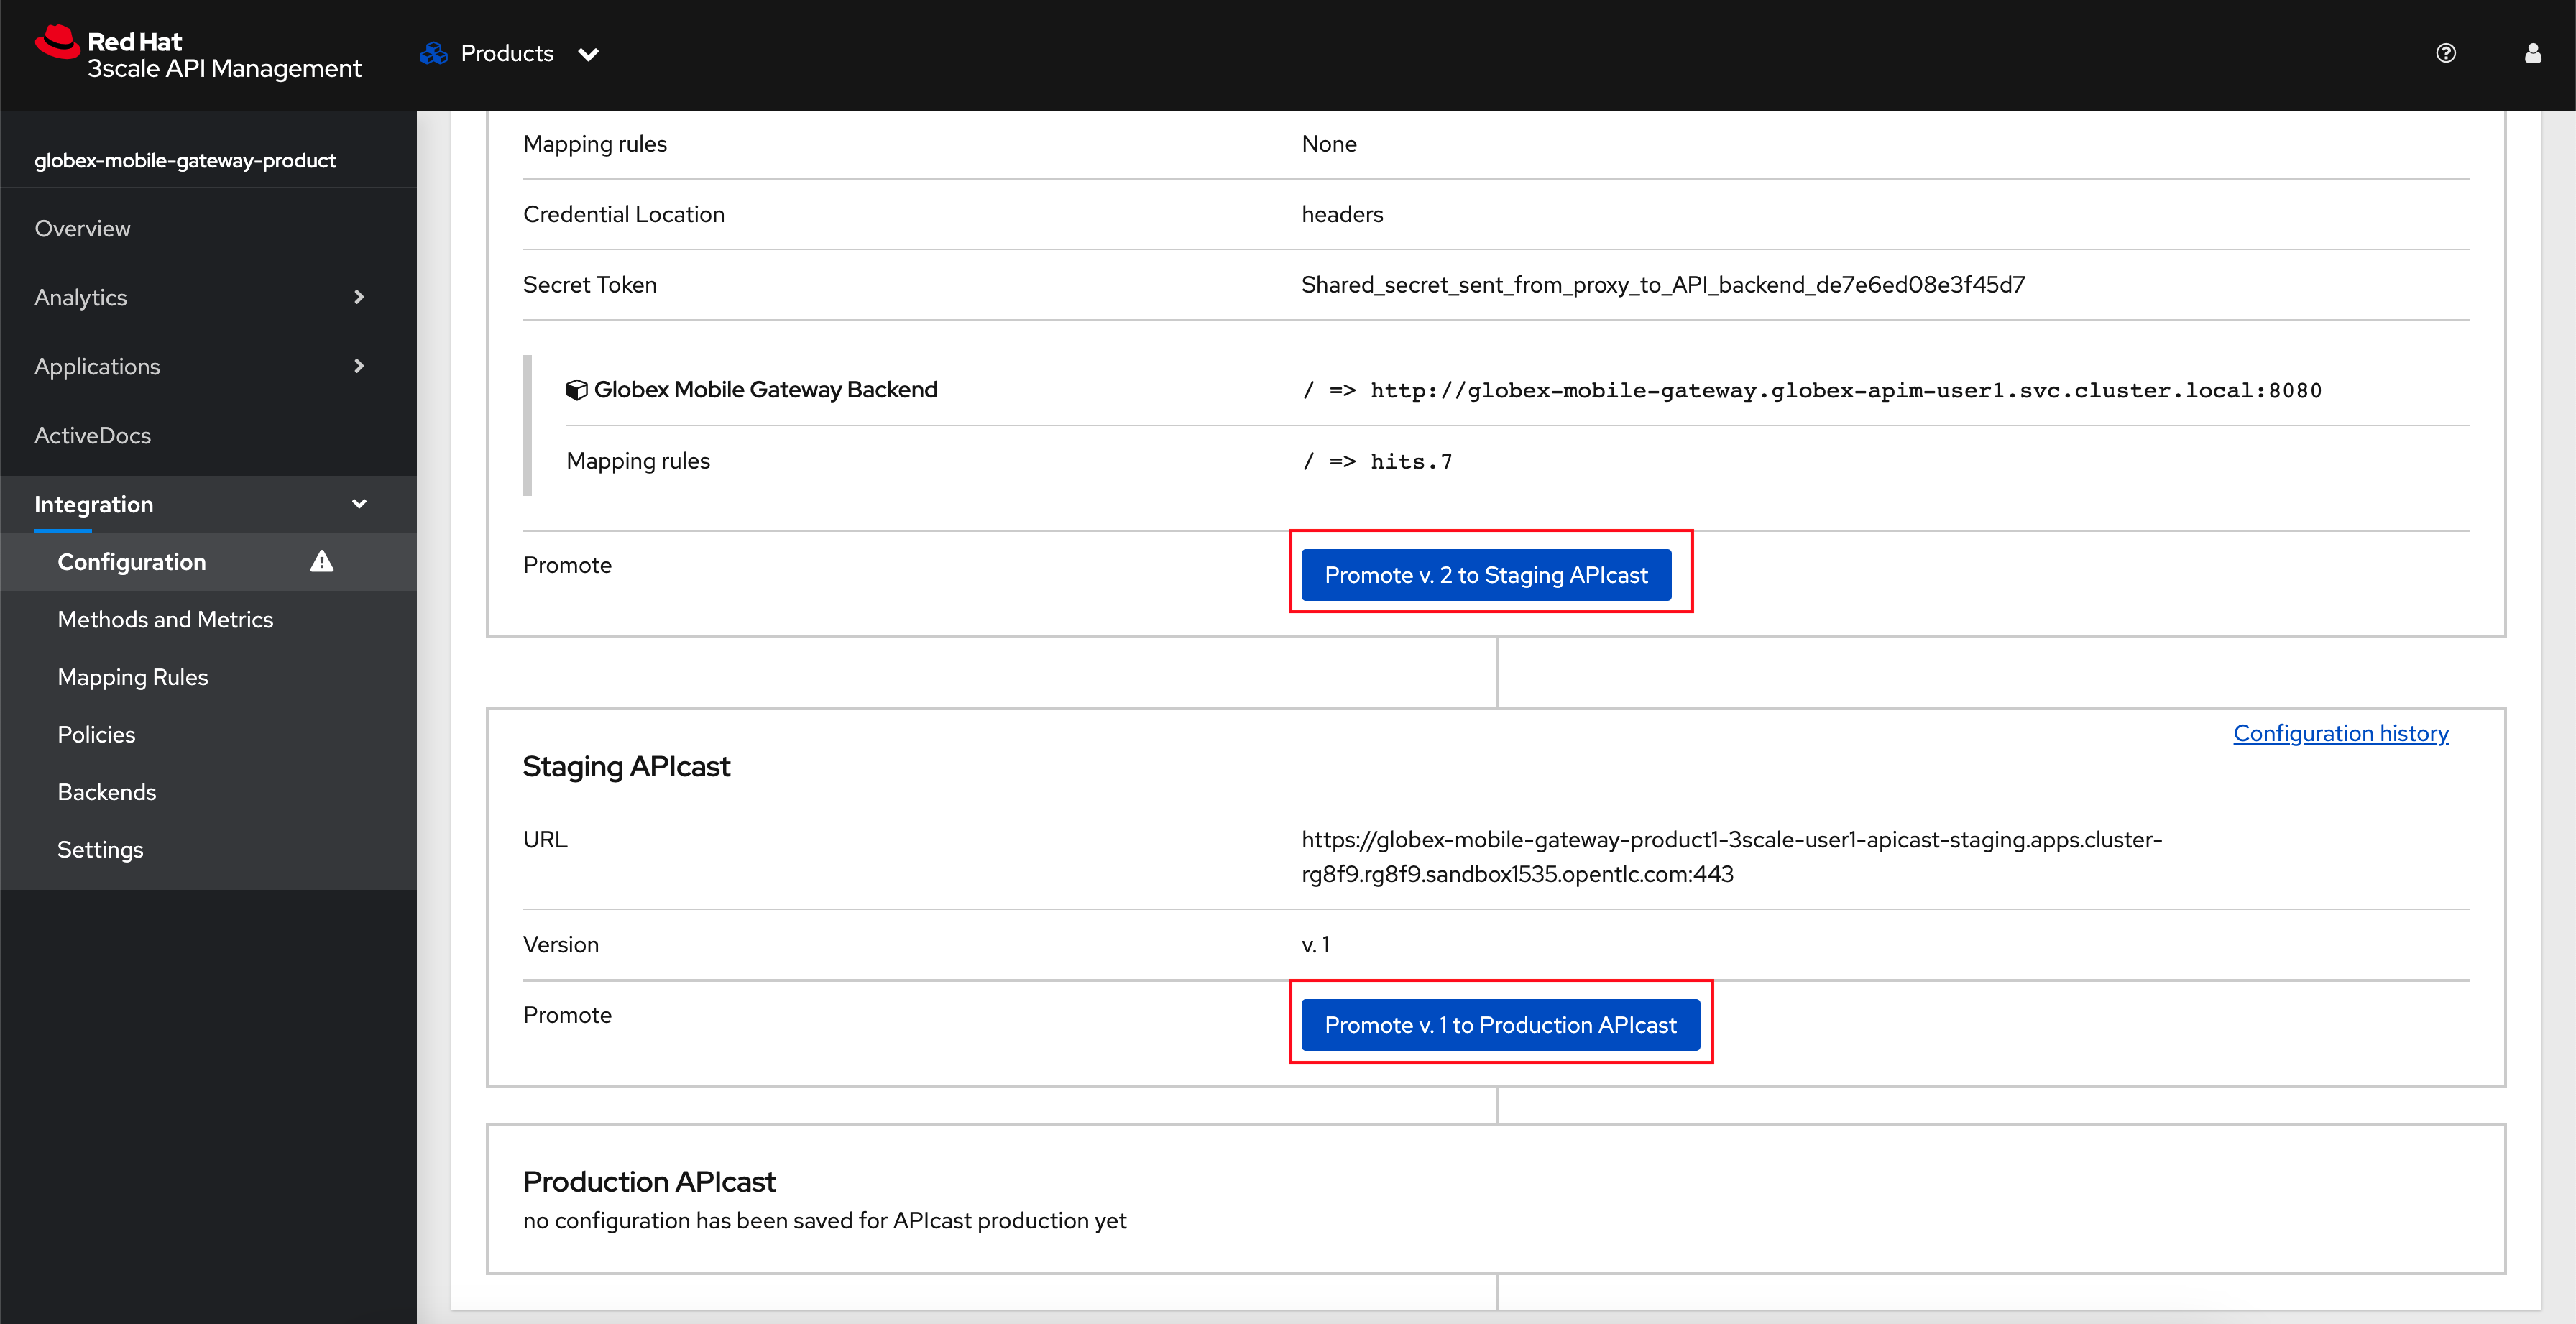 Red Hat
3scale API Management
Products
globex-mobile-gateway-product
Overview
Analytics
Applications
ActiveDocs
Integration
Configuration
Methods and Metrics
Mapping Rules
Policies
Backends
Settings
Mapping rules None
Credential Location headers
Secret Token Shared_secret_sent_from_proxy_to_API_backend_de7e6ed08e3f45d7
Globex Mobile Gateway Backend / => http://globex-mobile-gateway.globex-apim-user1.svc.cluster.local:8080
Mapping rules / => hits.7
Promote Promote v. 2 to Staging APIcast
Configuration history
Staging APIcast
URL https://globex-mobile-gateway-product1-3scale-user1-apicast-staging.apps.cluster-
rg8f9.rg8f9.sandbox1535.opentlc.com:443
Version v. 1
Promote Promote v. 1 to Production APIcast
Production APIcast
no configuration has been saved for APIcast production yet